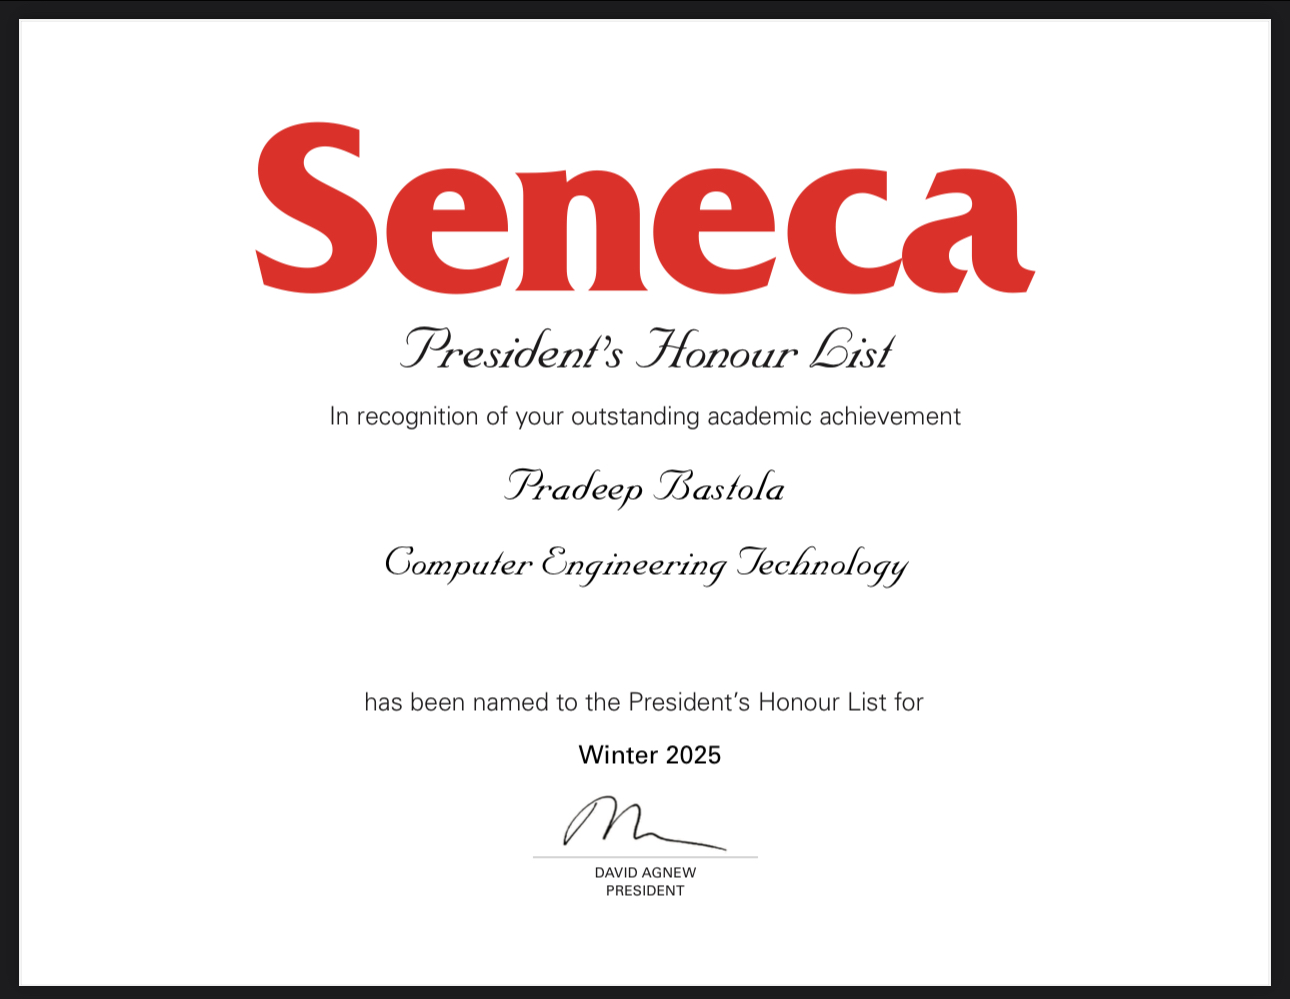 Seneca
President's Honour List
In recognition of your outstanding academic achievement
Pradeep Bastola
Computer Engineering Technology
has been named to the President's Honour List for
Winter 2025
DAVID AGNEW
PRESIDENT